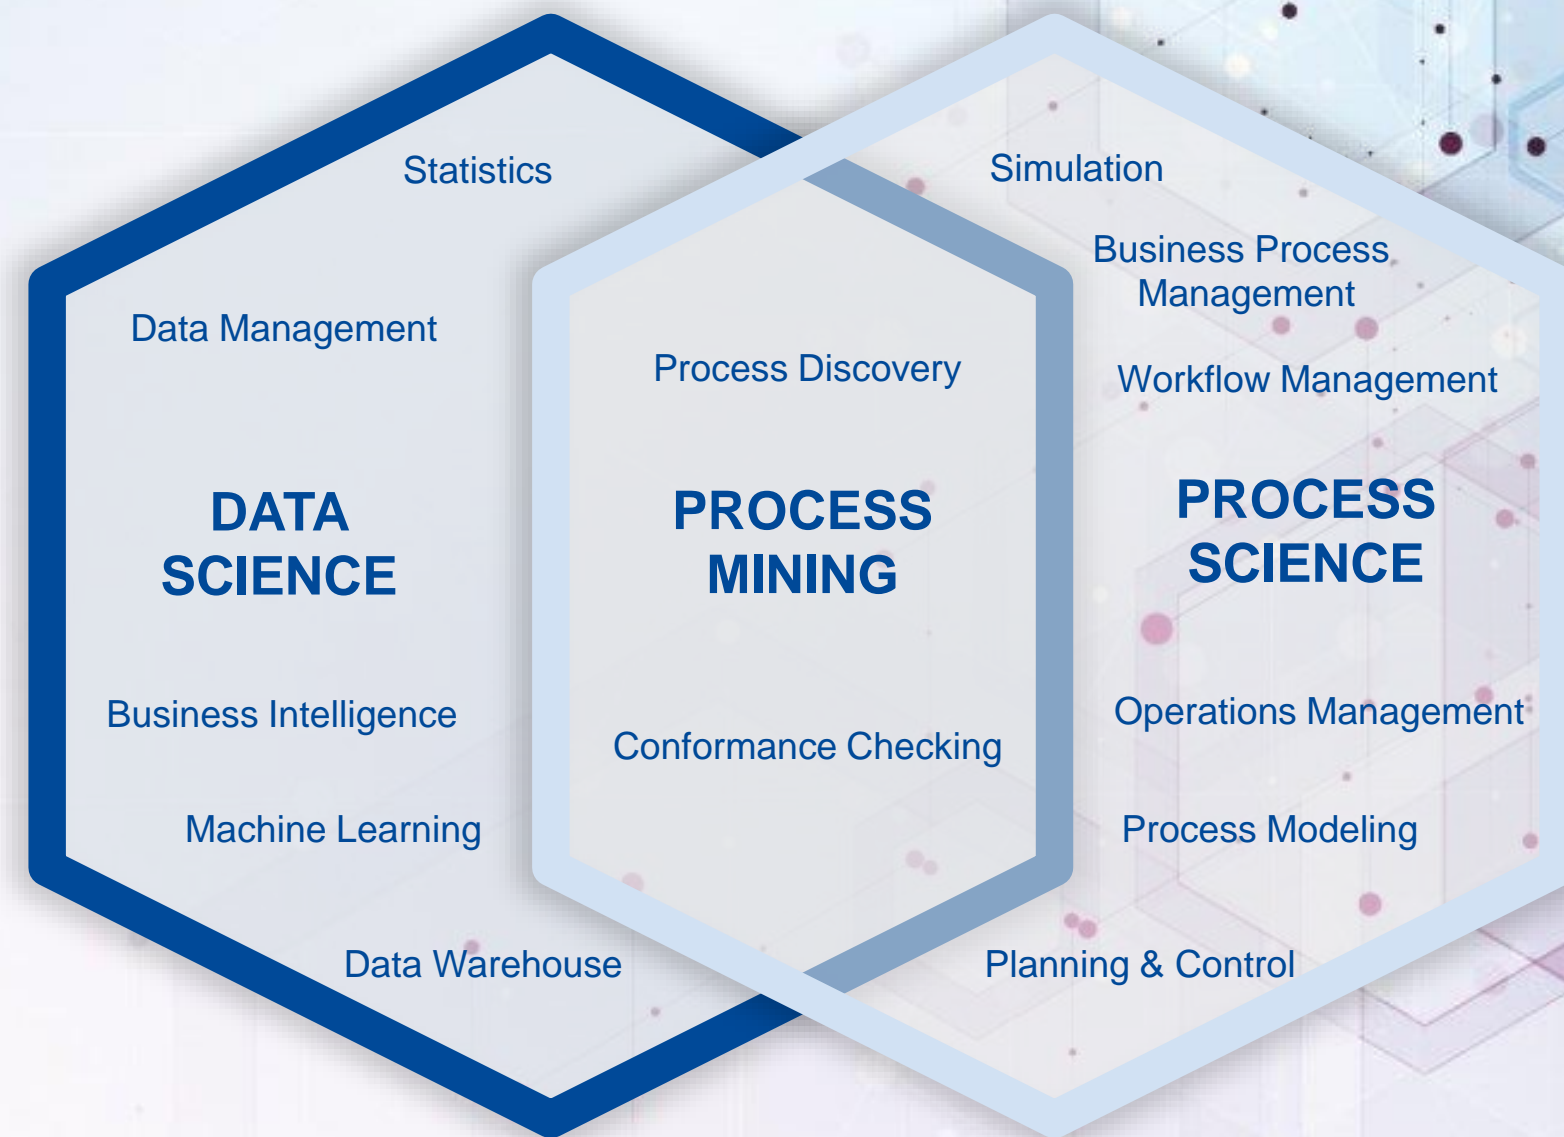 Statistics
Data Management
DATA
SCIENCE
Business Intelligence
Machine Learning
Data Warehouse
Process Discovery
PROCESS
MINING
Conformance Checking
Simulation
Business Process
Management
Workflow Management
PROCESS
SCIENCE
Operations Management
Process Modeling
Planning & Control